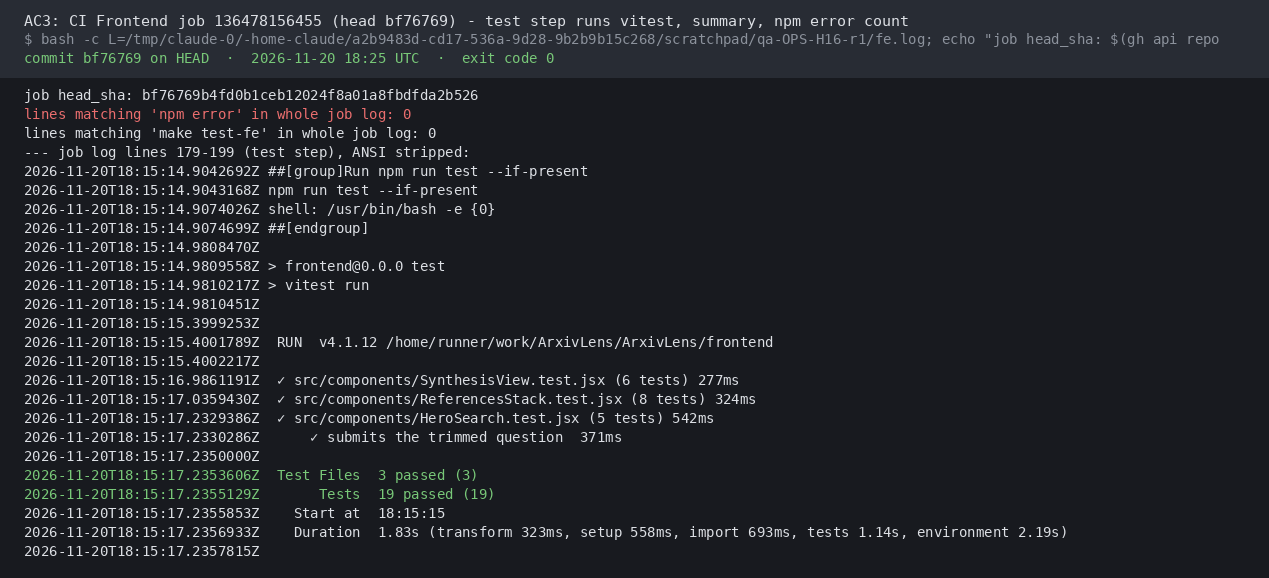 AC3: CI Frontend job 136478156455 (head bf76769) - test step runs vitest, summary, npm error count
$ bash -c L=/tmp/claude-0/-home-claude/a2b9483d-cd17-536a-9d28-9b2b9b15c268/scratchpad/qa-OPS-H16-r1/fe.log; echo "job head_sha: $(gh api repo
commit bf76769 on HEAD · 2026-11-20 18:25 UTC · exit code 0
job head_sha: bf76769b4fd0b1ceb12024f8a01a8fbdfda2b526
lines matching 'npm error' in whole job log: 0
lines matching 'make test-fe' in whole job log: 0
--- job log lines 179-199 (test step), ANSI stripped:
2026-11-20T18:15:14.9042692Z ##[group]Run npm run test --if-present
2026-11-20T18:15:14.9043168Z npm run test --if-present
2026-11-20T18:15:14.9074026Z shell: /usr/bin/bash -e {0}
2026-11-20T18:15:14.9074699Z ##[endgroup]
2026-11-20T18:15:14.9808470Z
2026-11-20T18:15:14.9809558Z > frontend@0.0.0 test
2026-11-20T18:15:14.9810217Z > vitest run
2026-11-20T18:15:14.9810451Z
2026-11-20T18:15:15.3999253Z
2026-11-20T18:15:15.4001789Z  RUN  v4.1.12 /home/runner/work/ArxivLens/ArxivLens/frontend
2026-11-20T18:15:15.4002217Z
2026-11-20T18:15:16.9861191Z  ✓ src/components/SynthesisView.test.jsx (6 tests) 277ms
2026-11-20T18:15:17.0359430Z  ✓ src/components/ReferencesStack.test.jsx (8 tests) 324ms
2026-11-20T18:15:17.2329386Z  ✓ src/components/HeroSearch.test.jsx (5 tests) 542ms
2026-11-20T18:15:17.2330286Z      ✓ submits the trimmed question  371ms
2026-11-20T18:15:17.2350000Z
2026-11-20T18:15:17.2353606Z  Test Files  3 passed (3)
2026-11-20T18:15:17.2355129Z       Tests  19 passed (19)
2026-11-20T18:15:17.2355853Z    Start at  18:15:15
2026-11-20T18:15:17.2356933Z    Duration  1.83s (transform 323ms, setup 558ms, import 693ms, tests 1.14s, environment 2.19s)
2026-11-20T18:15:17.2357815Z